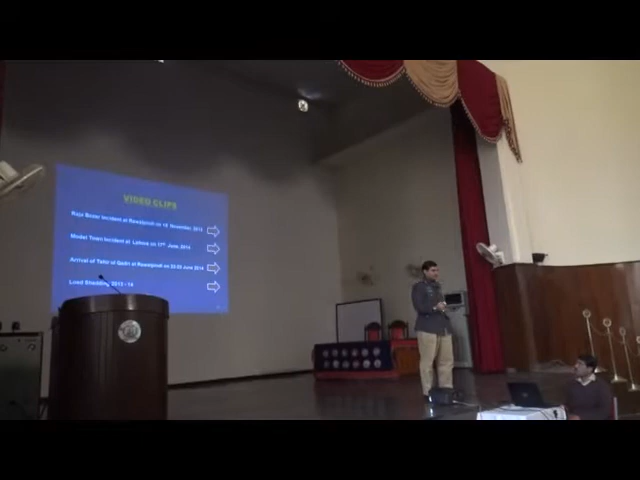 VIDEO CLIPS
Raja Bazar Incident at Rawalpindi on 15 November, 2013
Model Town Incident at Lahore on 17th June, 2014
Arrival of Tahir ul Qadri at Rawalpindi on 22-23 June 2014
Load Shedding 2013 - 14